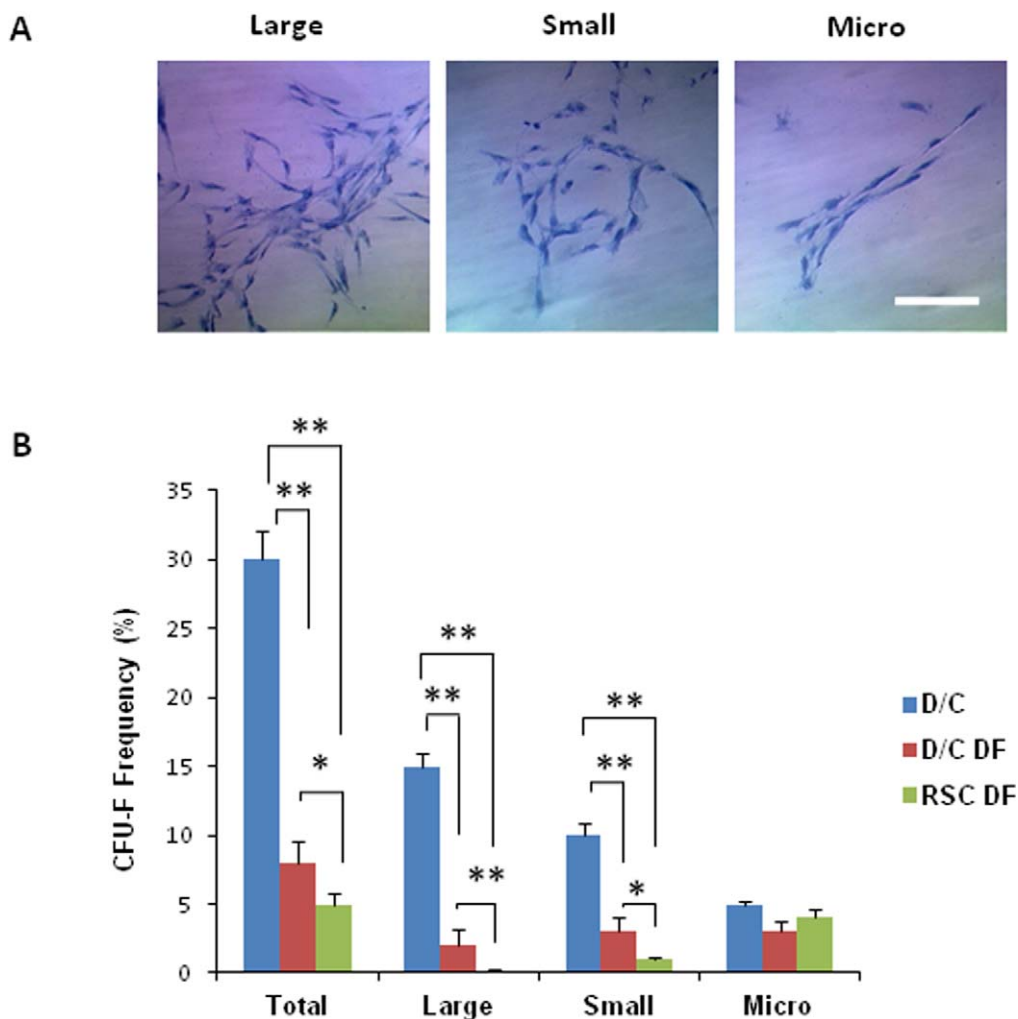 A
Large Small Micro
B
CFU-F Frequency (%)
35
30
25
20
15
10
5
0
**
**
*
**
**
**
**
**
*
Total Large Small Micro
D/C
D/C DF
RSC DF